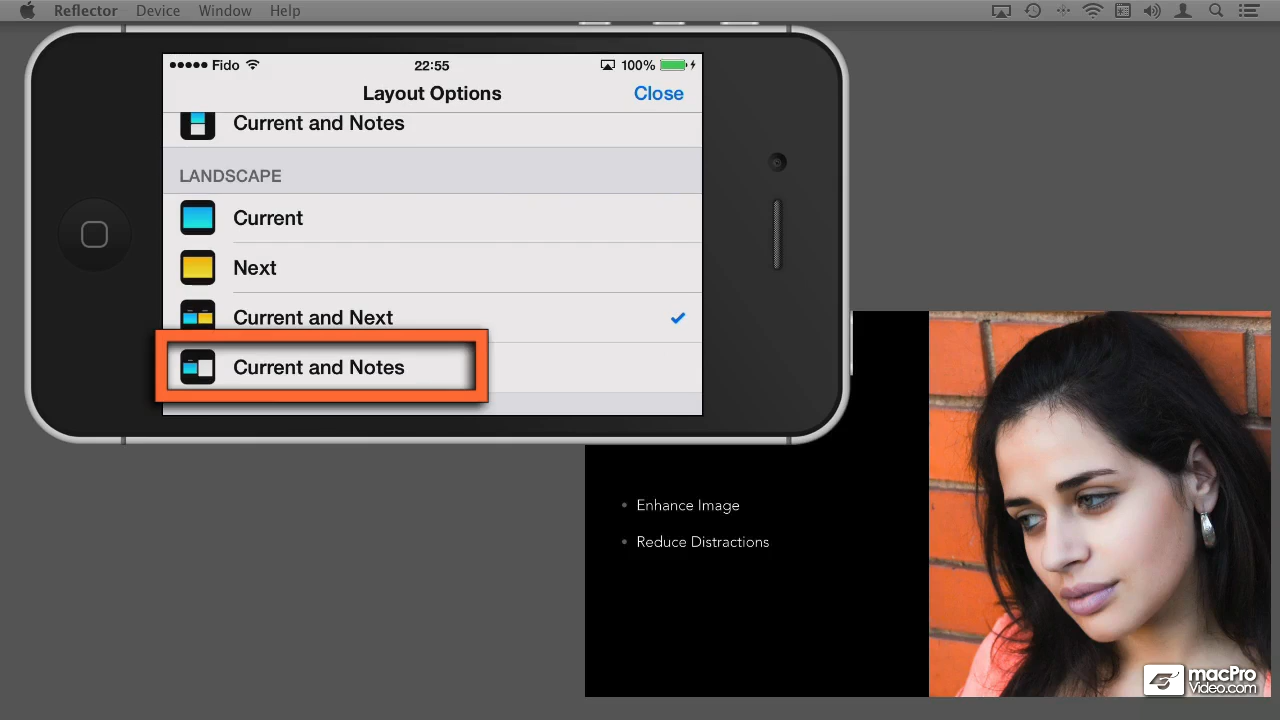 Reflector Device Window Help
●●●●● Fido 22:55 100%
Layout Options Close
Current and Notes
LANDSCAPE
Current
Next
Current and Next
Current and Notes
• Enhance Image
• Reduce Distractions
macPro
Video.com